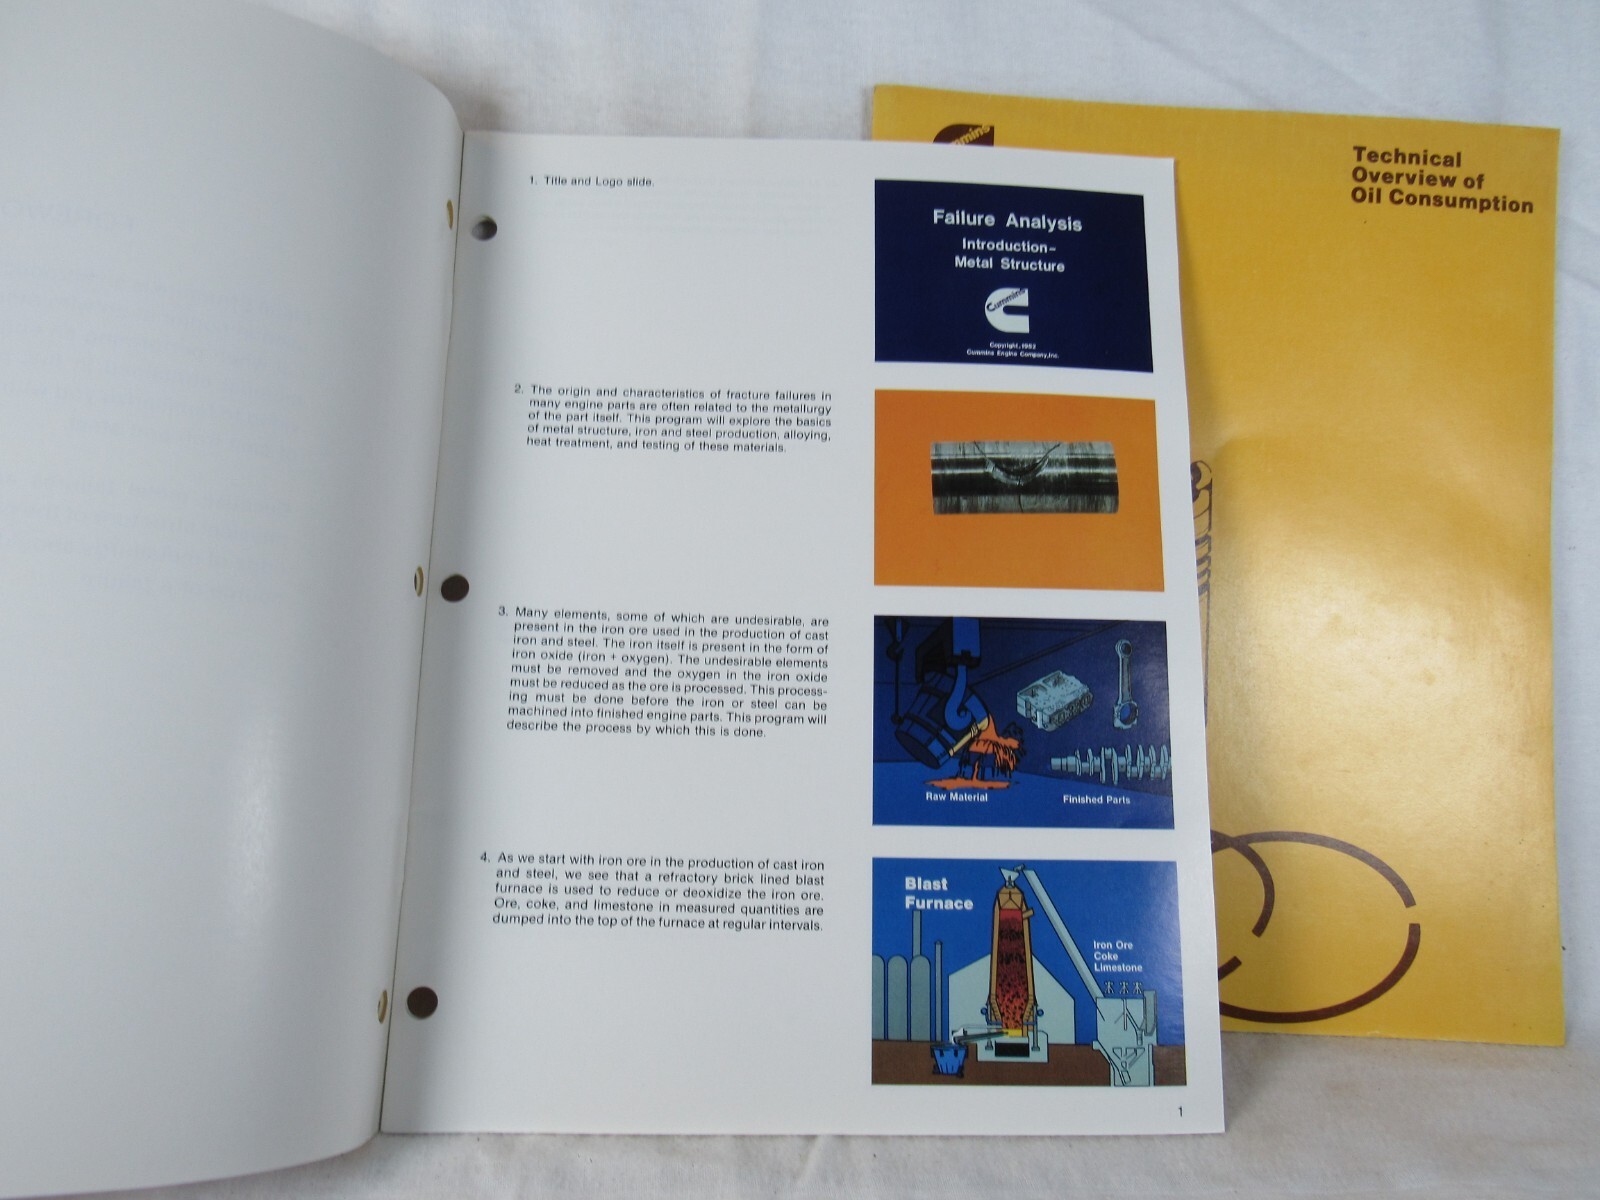 1. Title and Logo slide.
Failure Analysis
Introduction-
Metal Structure
Cummins
Copyright, 1982
Cummins Engine Company, Inc.
2. The origin and characteristics of fracture failures in
many engine parts are often related to the metallurgy
of the part itself. This program will explore the basics
of metal structure, iron and steel production, alloying,
heat treatment, and testing of these materials.
3. Many elements, some of which are undesirable, are
present in the iron ore used in the production of cast
iron and steel. The iron itself is present in the form of
iron oxide (iron + oxygen). The undesirable elements
must be removed and the oxygen in the iron oxide
must be reduced as the ore is processed. This process-
ing must be done before the iron or steel can be
machined into finished engine parts. This program will
describe the process by which this is done.
Raw Material
Finished Parts
4. As we start with iron ore in the production of cast iron
and steel, we see that a refractory brick lined blast
furnace is used to reduce or deoxidize the iron ore.
Ore, coke, and limestone in measured quantities are
dumped into the top of the furnace at regular intervals.
Blast
Furnace
Iron Ore
Coke
Limestone
1
Technical
Overview of
Oil Consumption